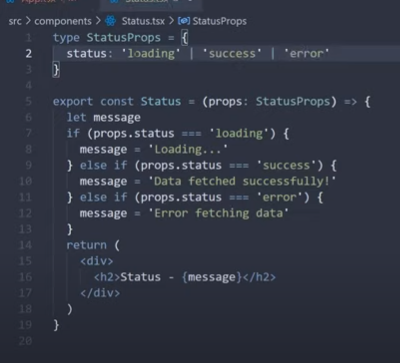 src > components > Status.tsx > StatusProps
1 type StatusProps = {
2 status: 'loading' | 'success' | 'error'
3 }
4
5 export const Status = (props: StatusProps) => {
6 let message
7 if (props.status === 'loading') {
8 message = 'Loading...'
9 } else if (props.status === 'success') {
10 message = 'Data fetched successfully!'
11 } else if (props.status === 'error') {
12 message = 'Error fetching data'
13 }
14 return (
15 <div>
16 <h2>Status - {message}</h2>
17 </div>
18 )
19 }
20